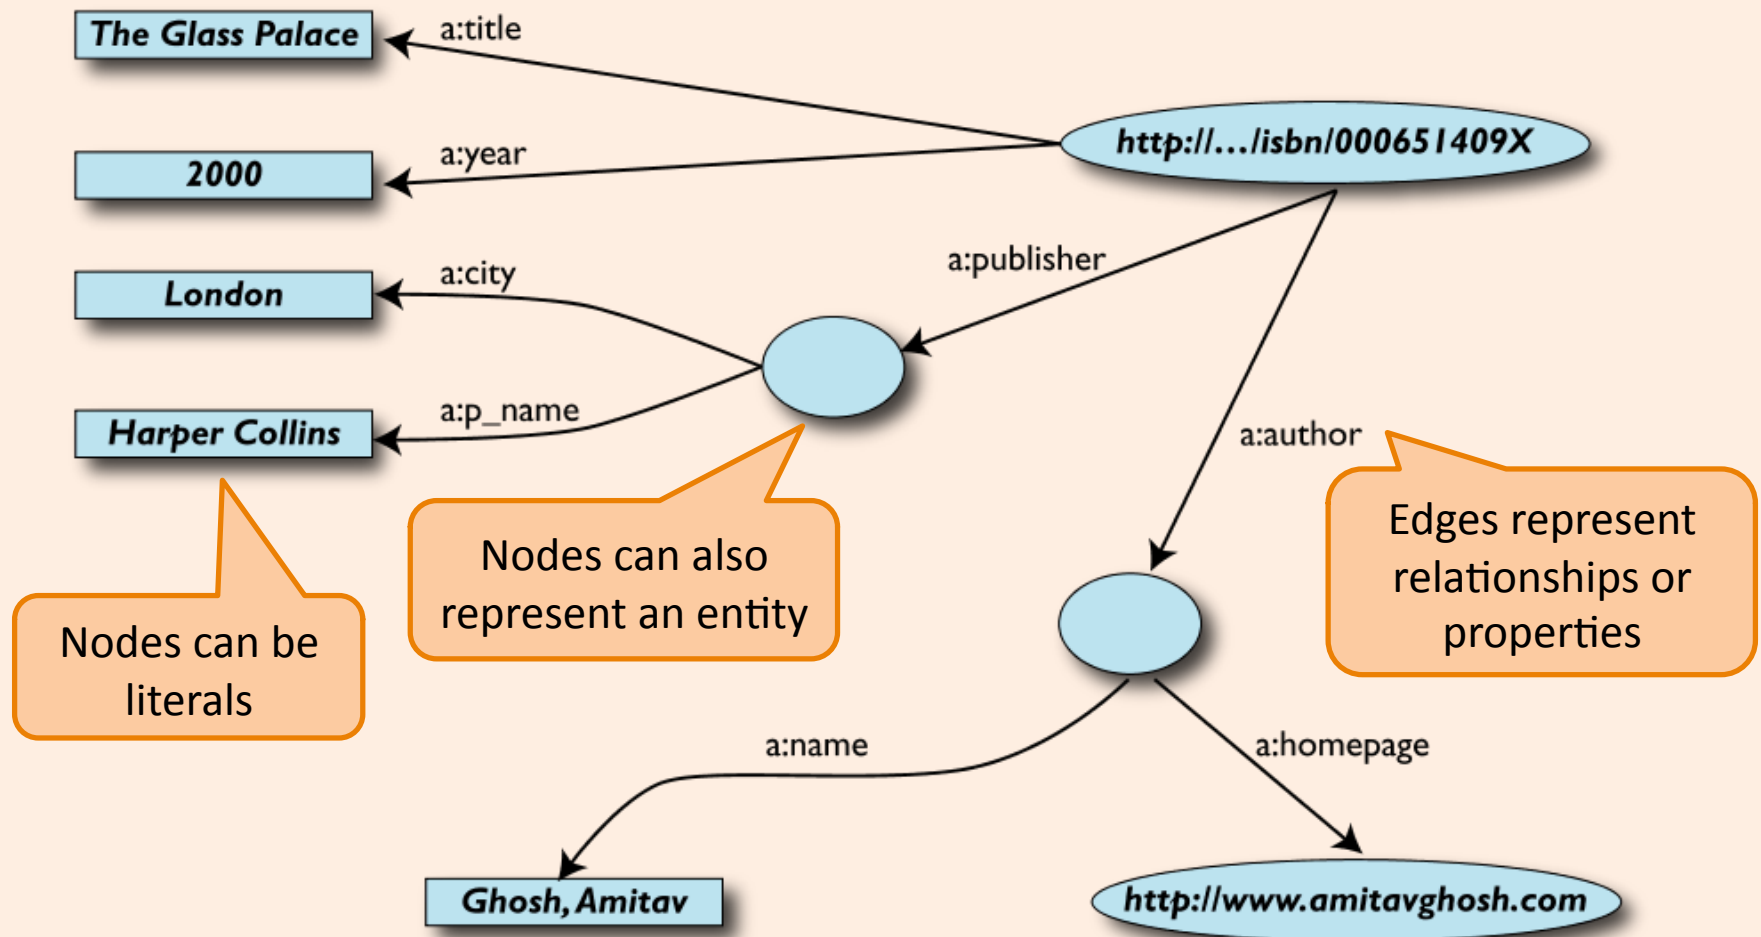 The Glass Palace
a:title
http://…/isbn/000651409X
2000
a:year
London
a:city
a:publisher
Harper Collins
a:p_name
a:author
Nodes can be
literals
Nodes can also
represent an entity
Edges represent
relationships or
properties
a:name
a:homepage
Ghosh, Amitav
http://www.amitavghosh.com